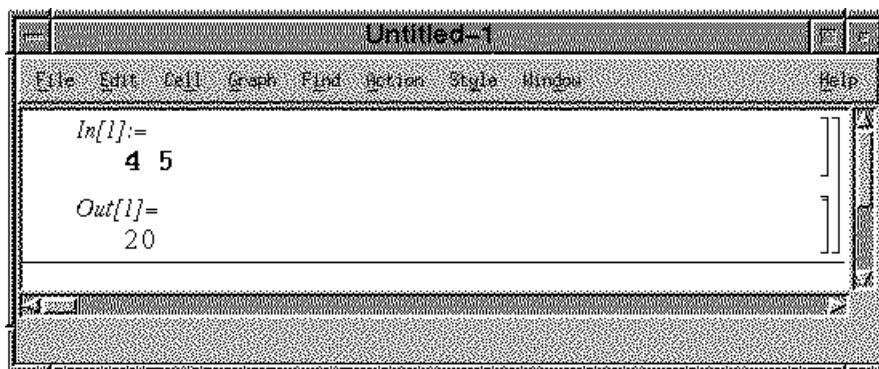 Untitled-1
File Edit Cell Graph Find Action Style Window Help
In[1]:=
4 5
Out[1]=
20